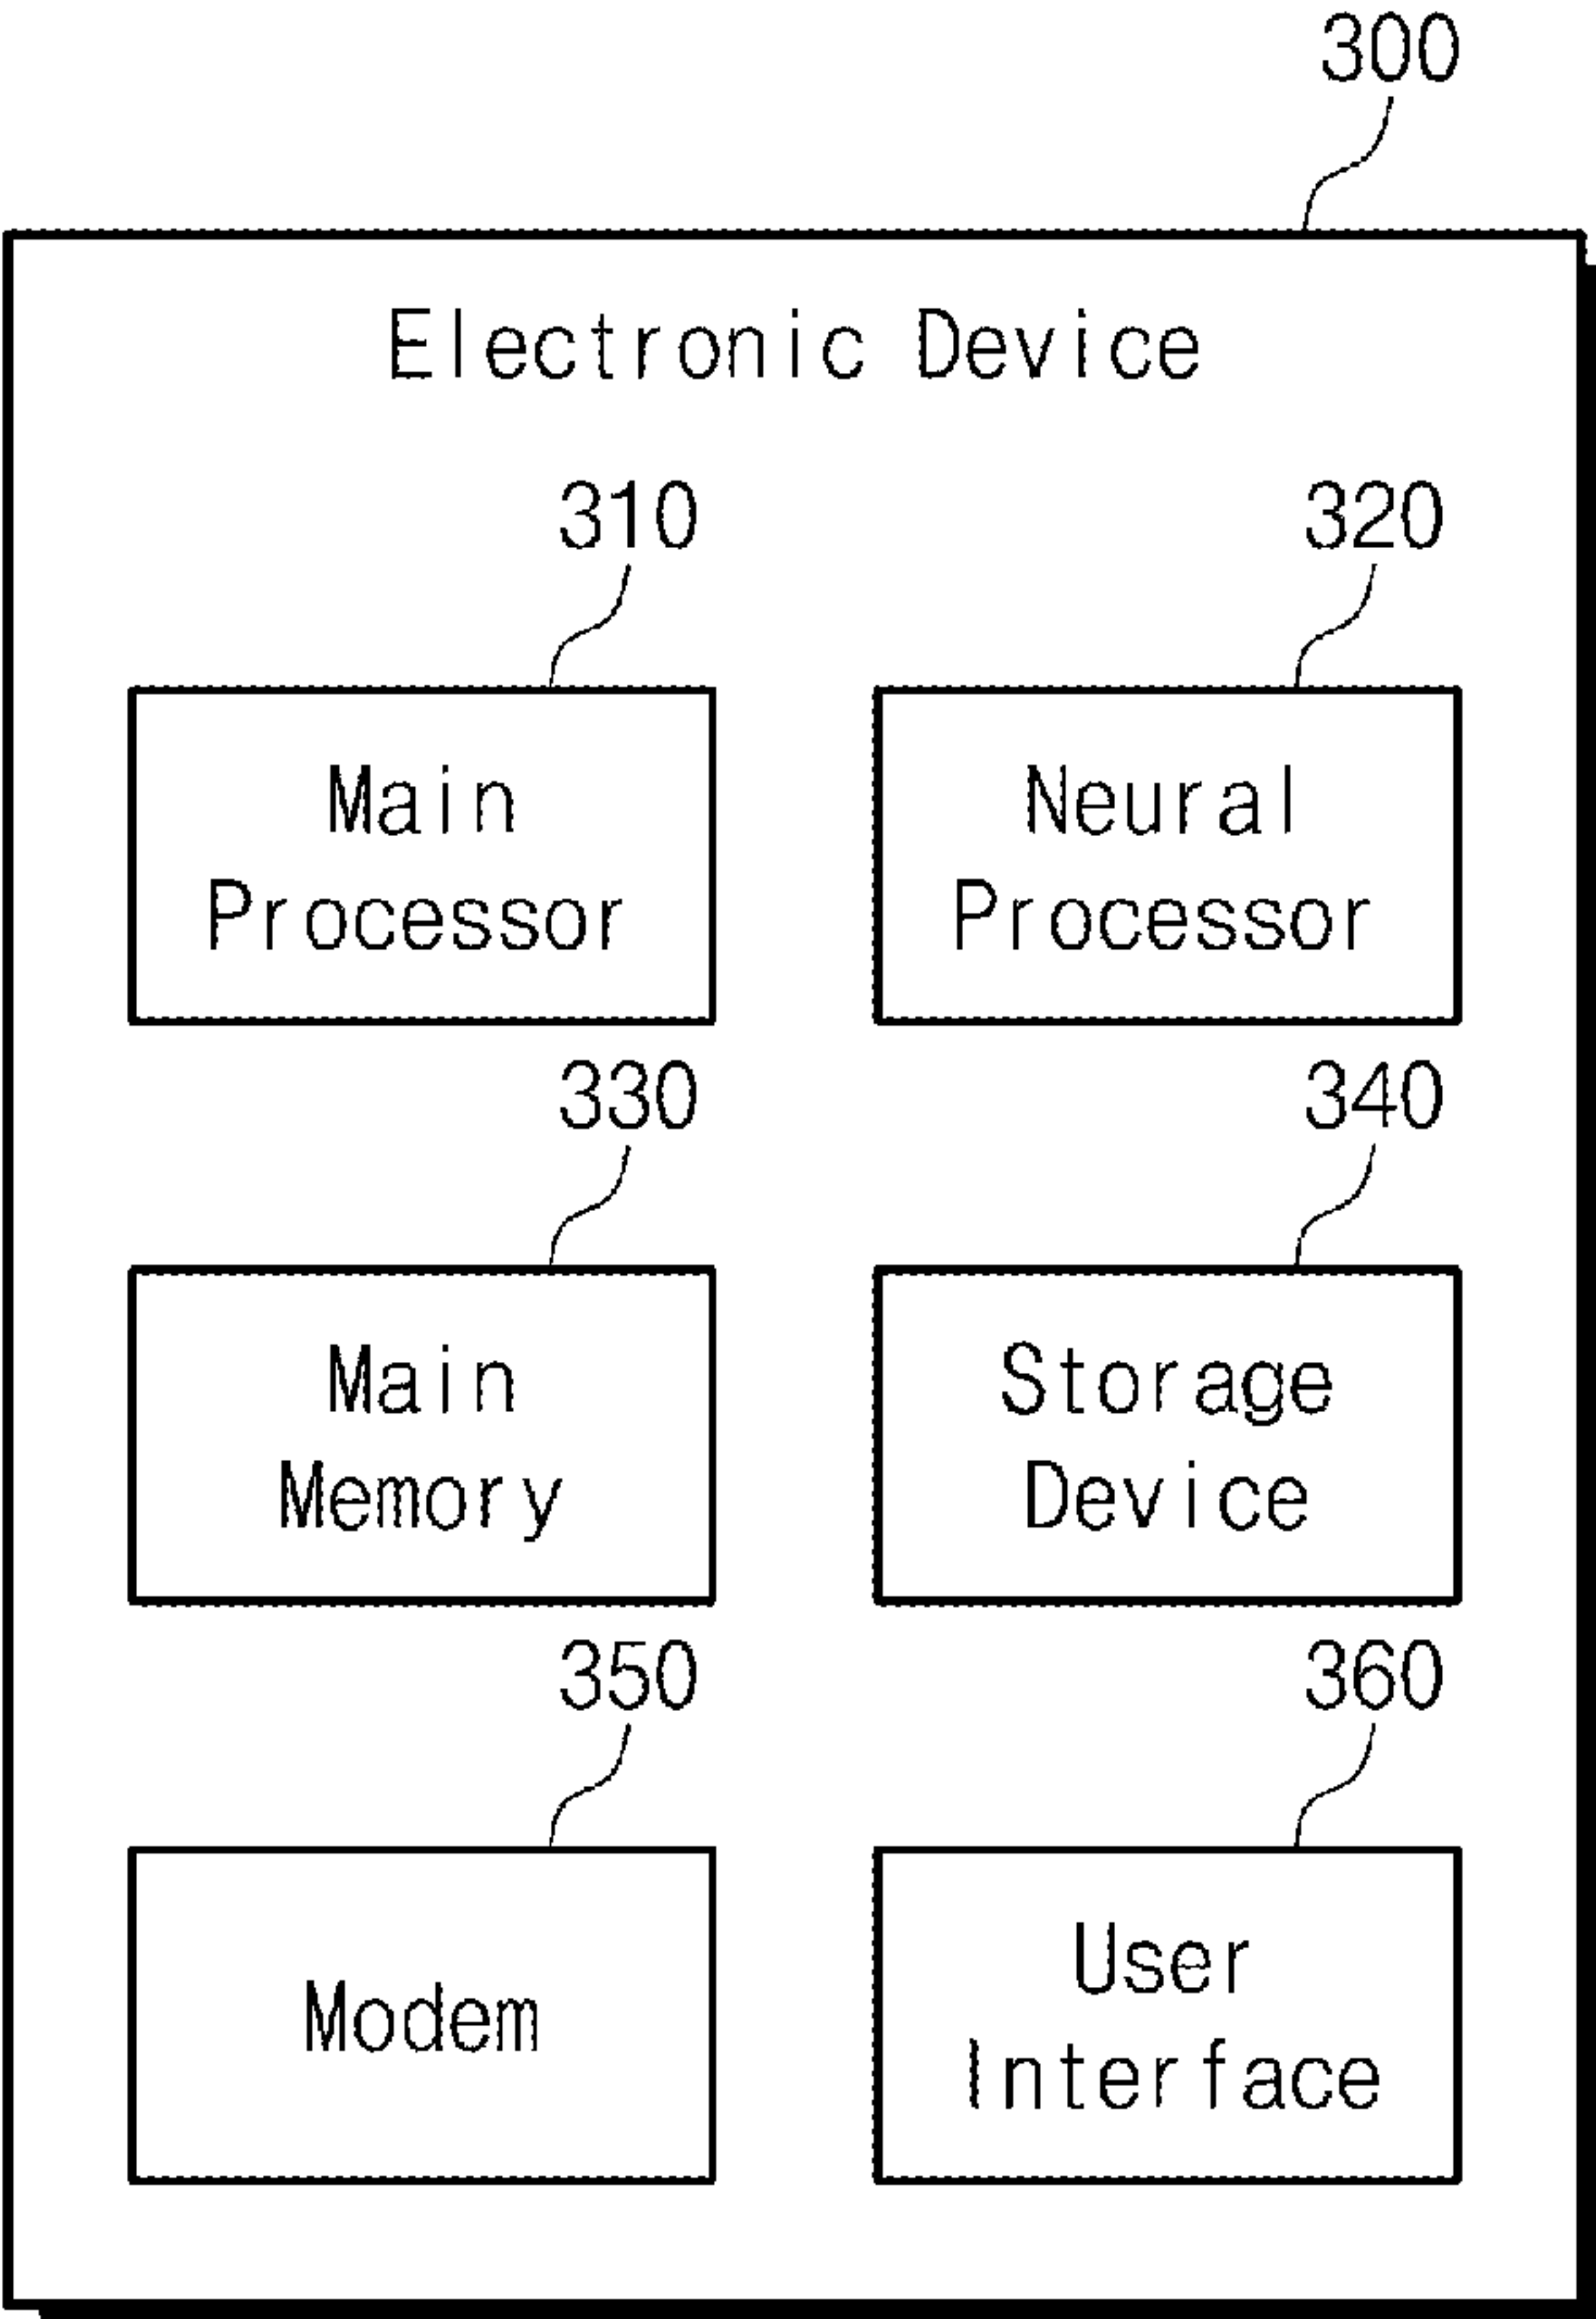 300
Electronic Device
310
320
Main
Processor
Neural
Processor
330
340
Main
Memory
Storage
Device
350
360
Modem
User
Interface